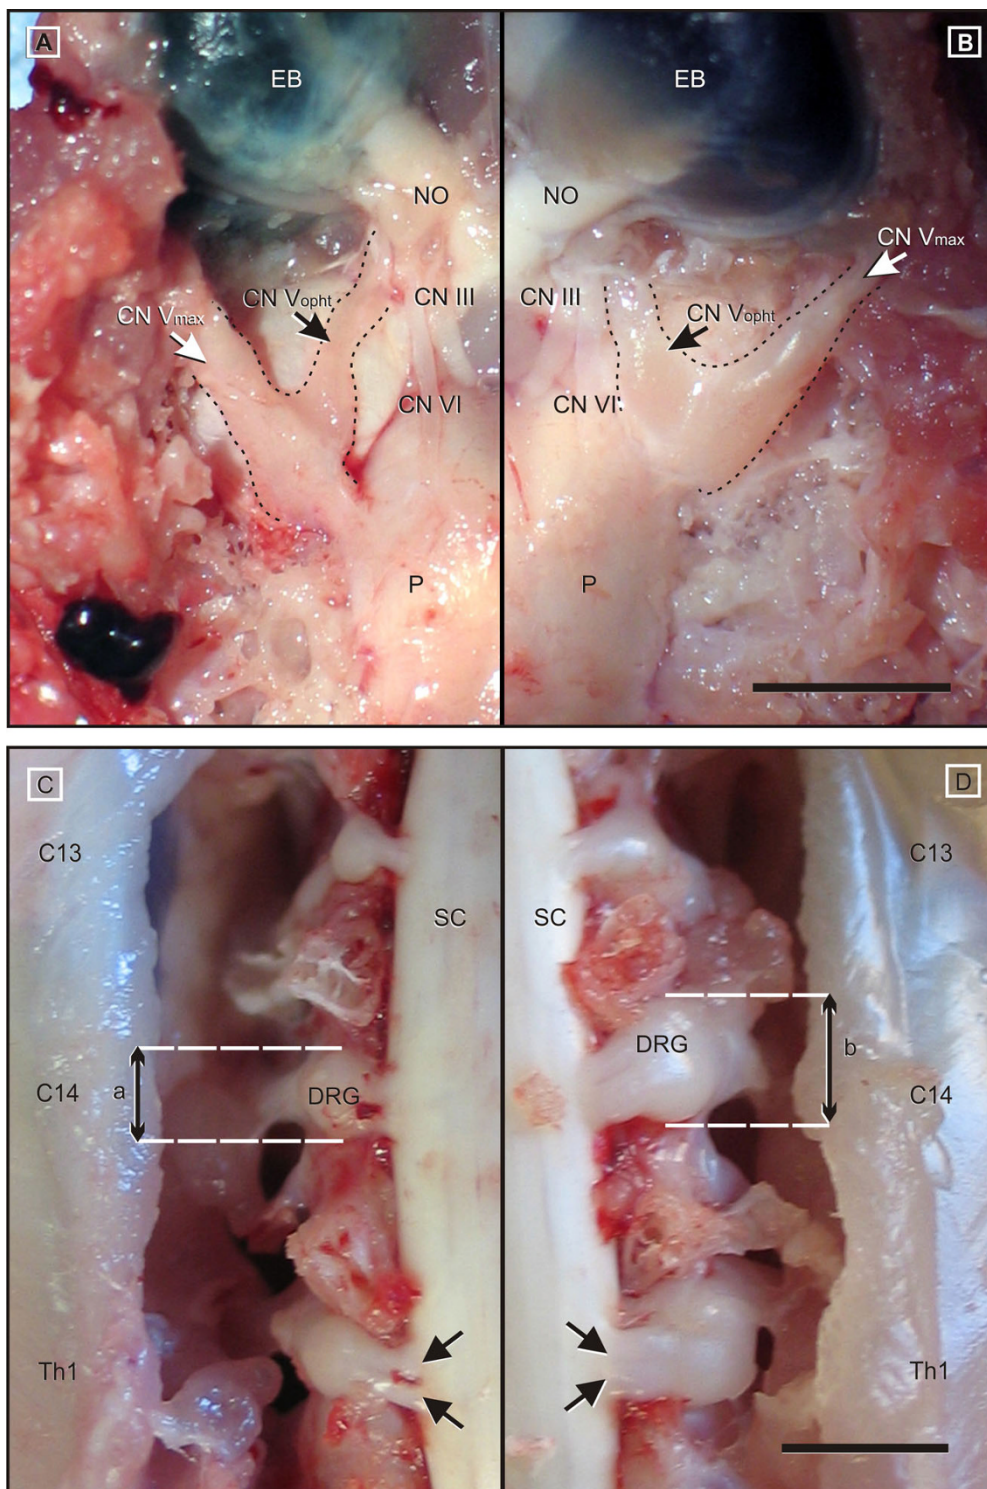 A
EB
NO
CN III
CN Vopht
CN Vmax
CN VI
P
B
EB
NO
CN Vmax
CN III
CN Vopht
CN VI
P
C
C13
SC
C14
a
DRG
Th1
D
C13
SC
DRG
b
C14
Th1